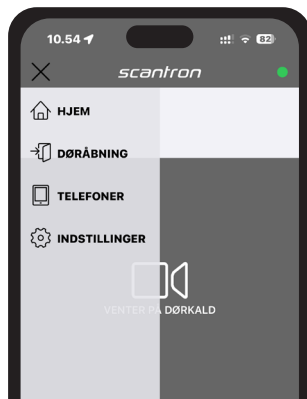 10.54
82
scantron
HJEM
DØRÅBNING
TELEFONER
INDSTILLINGER
VENTER PÅ DØRKALD